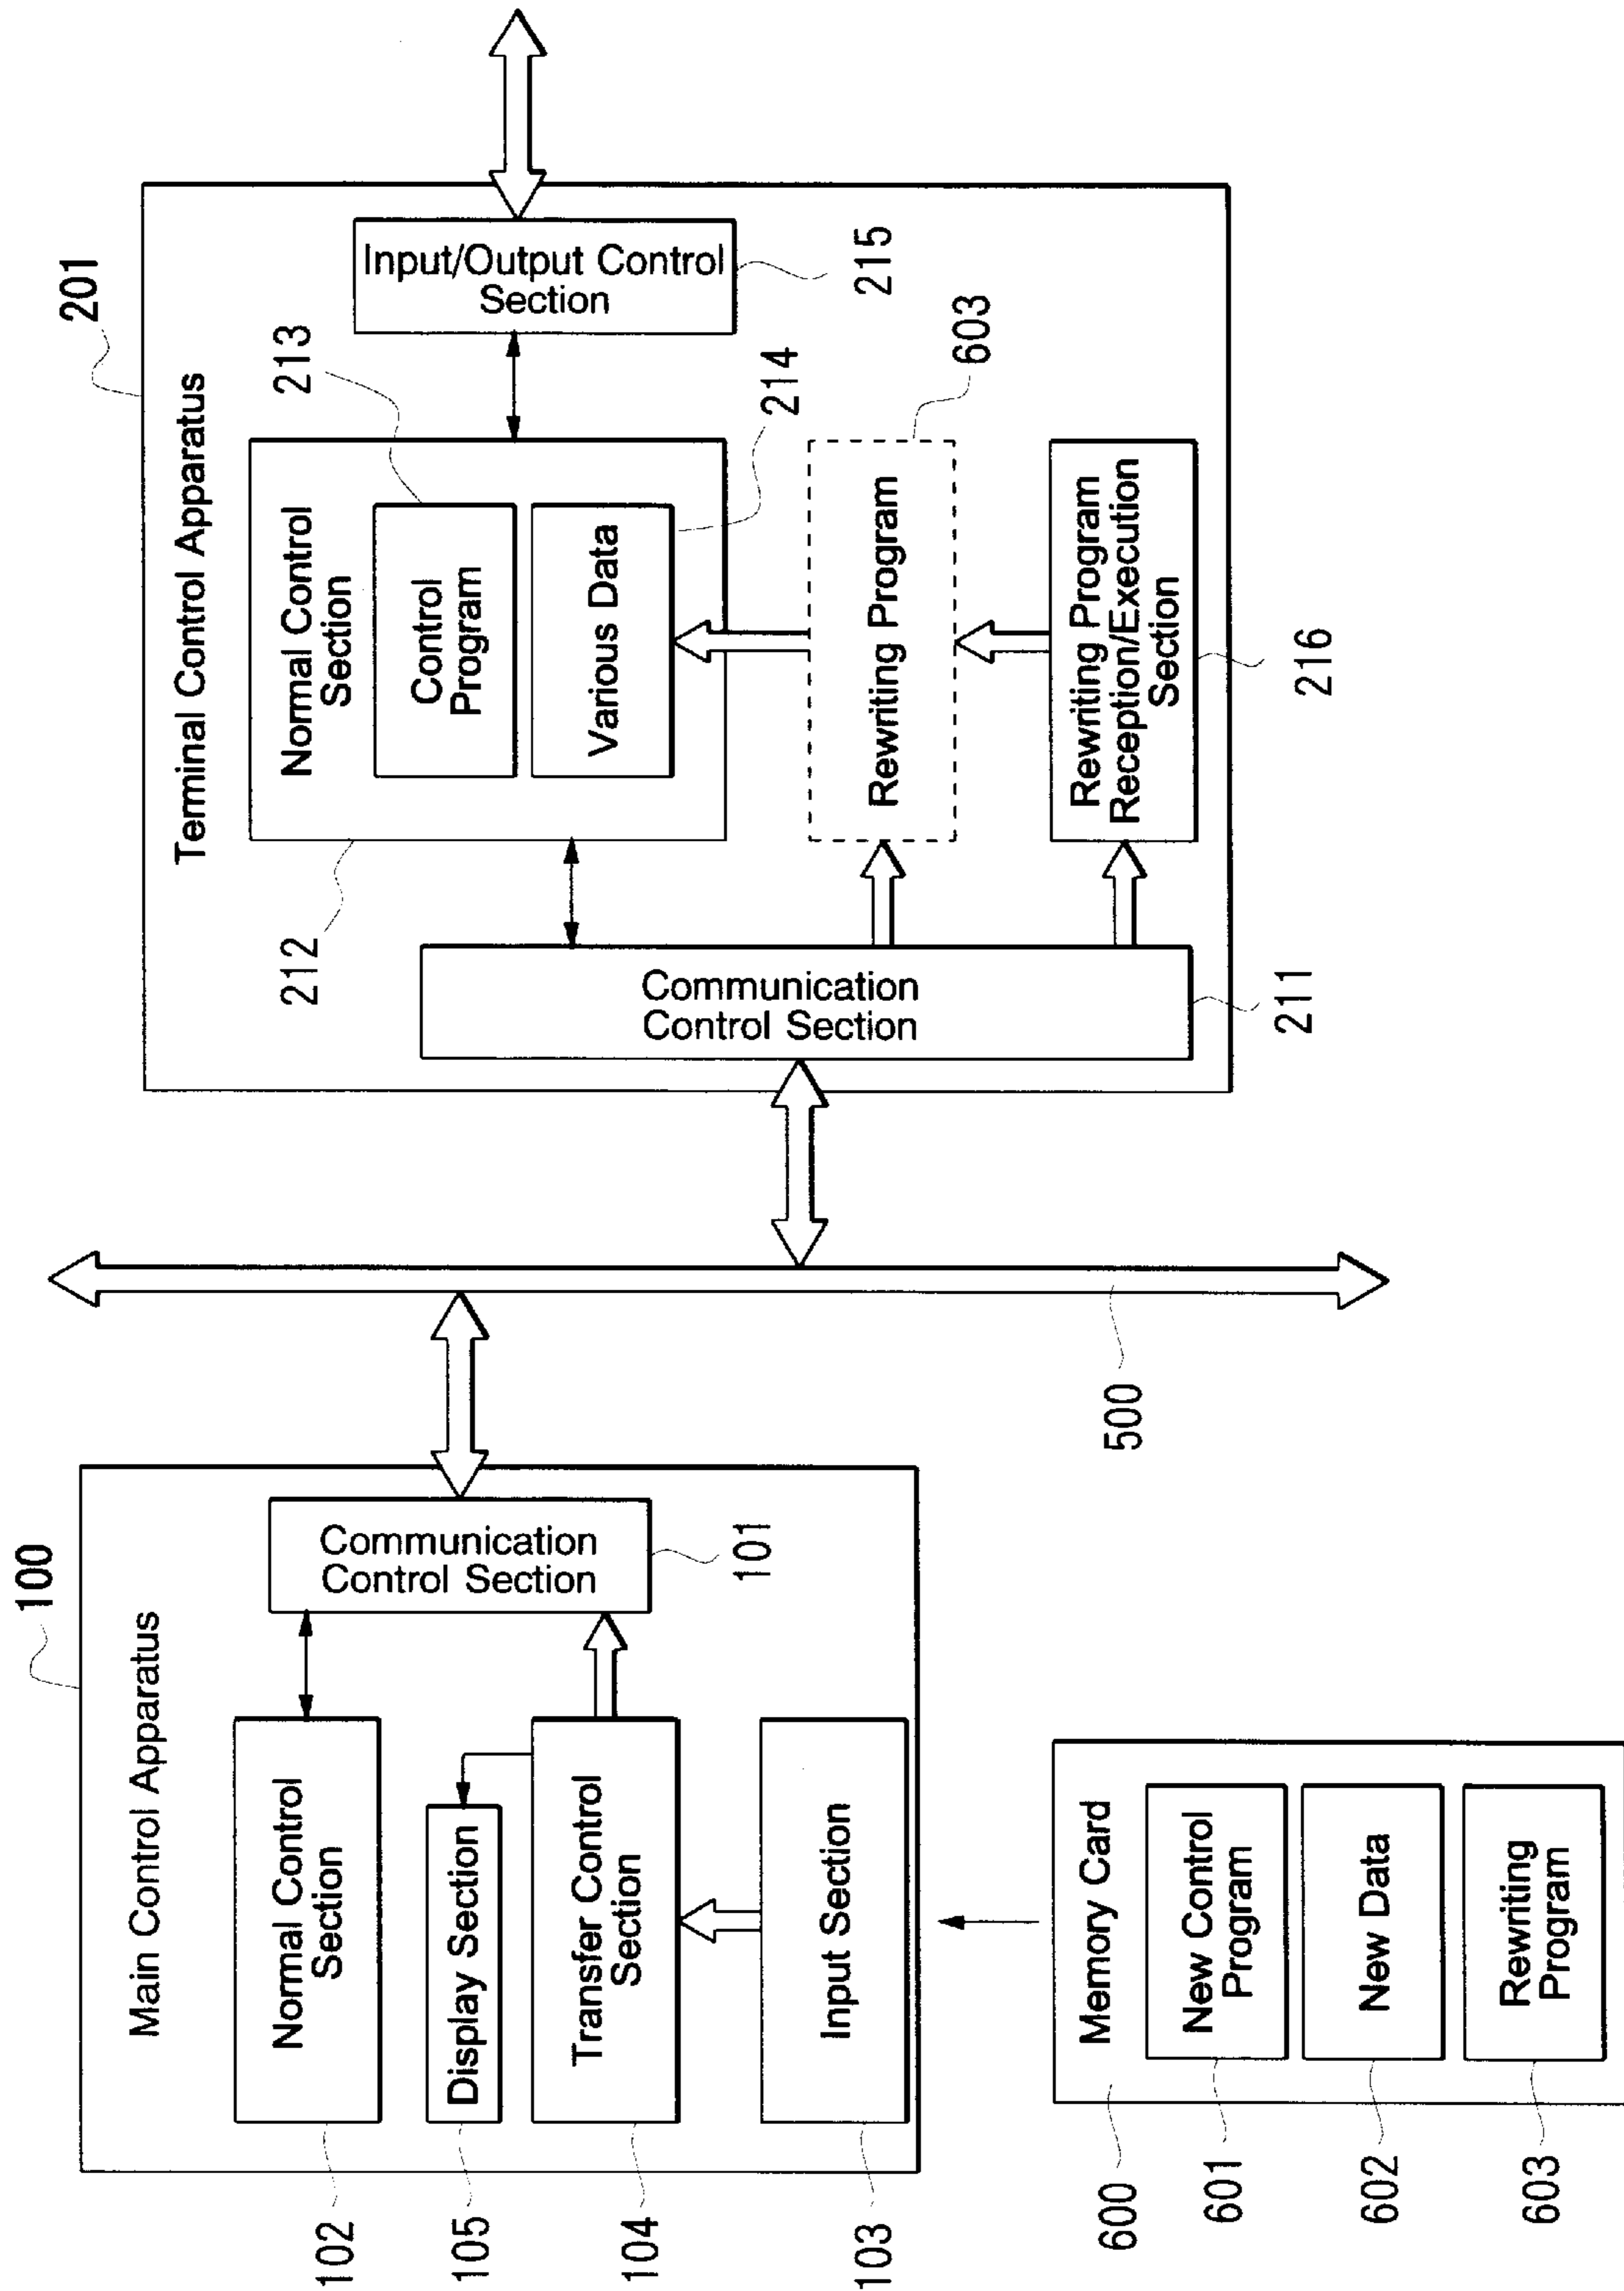 100
Main Control Apparatus
102
Normal Control
Section
105
Display Section
104
Transfer Control
Section
103
Input Section
Communication
Control Section
101
600
Memory Card
601
New Control
Program
602
New Data
603
Rewriting
Program
500
201
Terminal Control Apparatus
212
Normal Control
Section
213
Control
Program
Various Data
214
Input/Output Control
Section
215
Communication
Control Section
211
Rewriting Program
603
Rewriting Program
Reception/Execution
Section
216